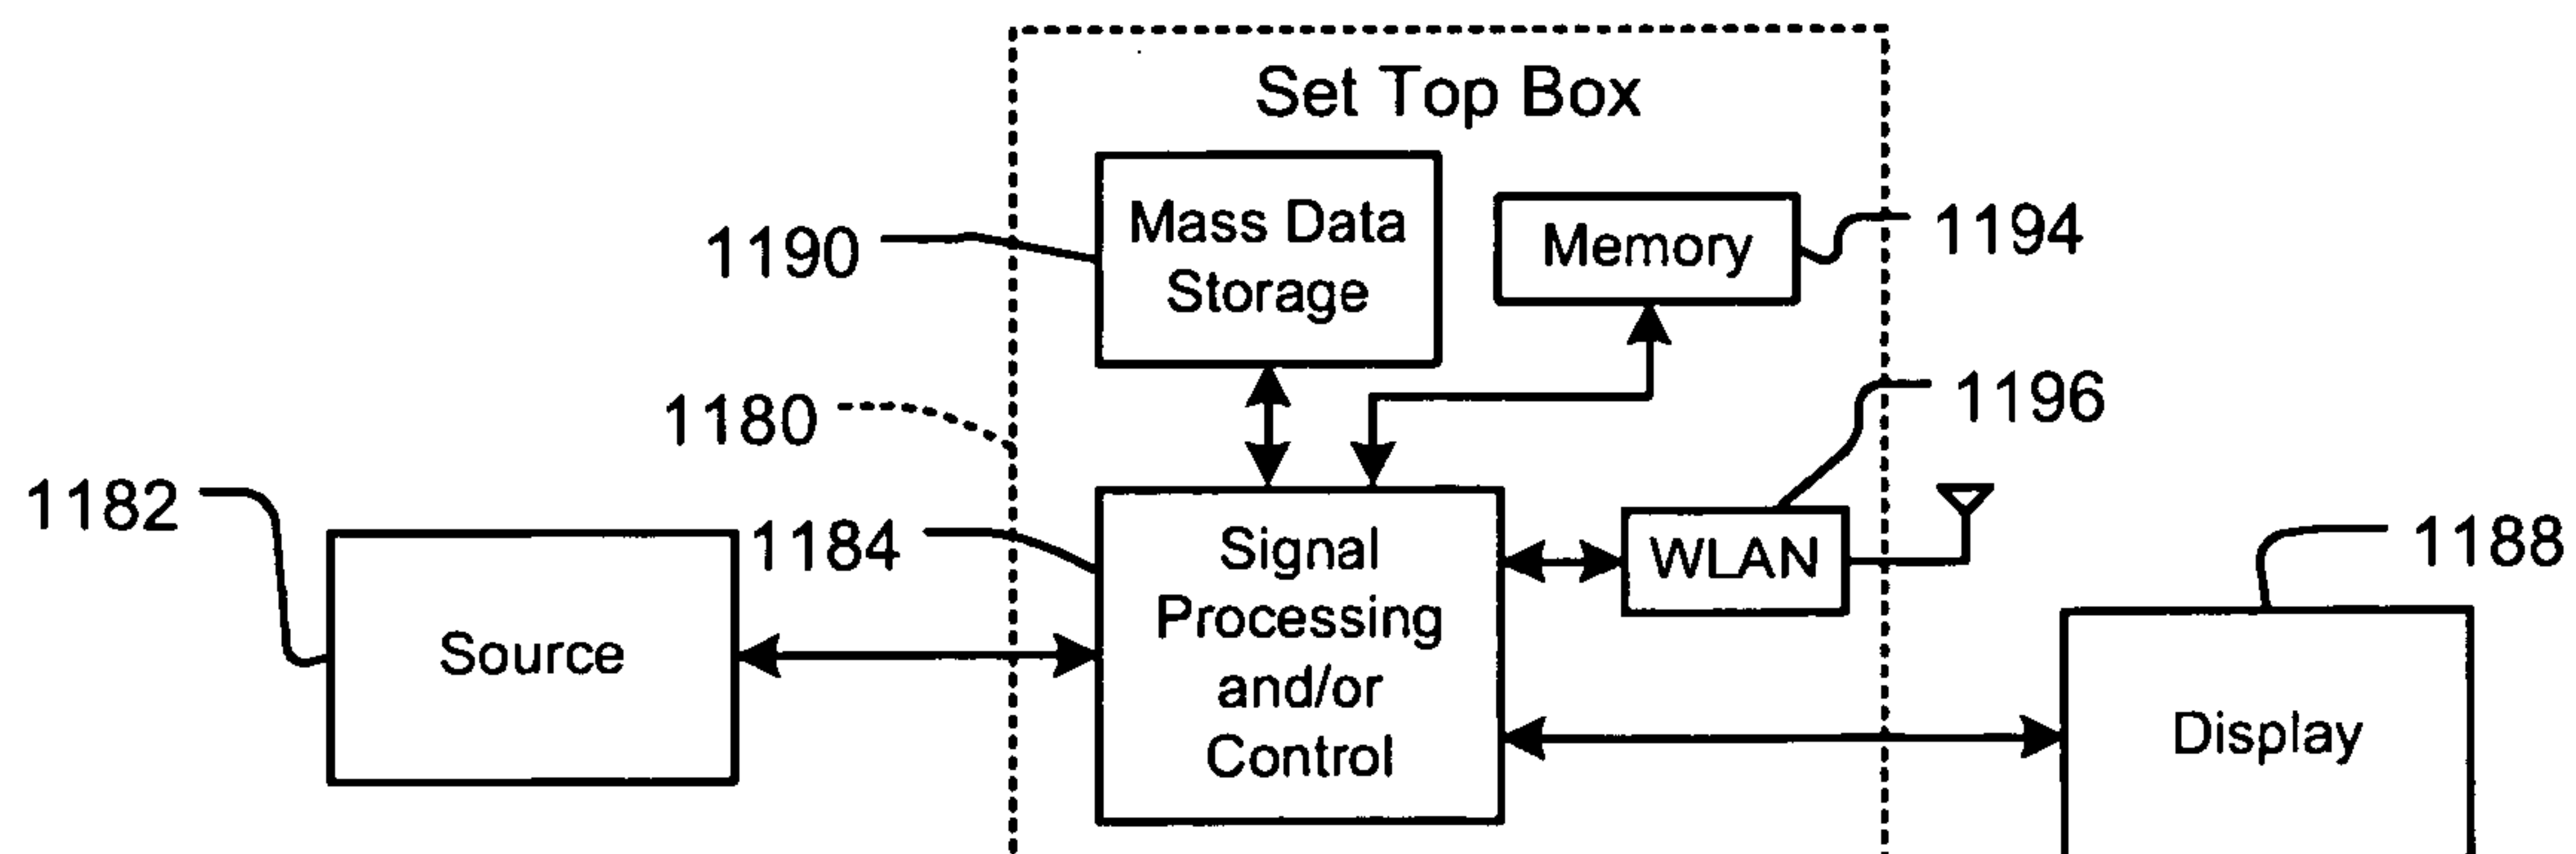 Set Top Box
Mass Data
Storage
Memory
1190
1194
1180
1196
1182
1184
Signal
Processing
and/or
Control
WLAN
1188
Source
Display